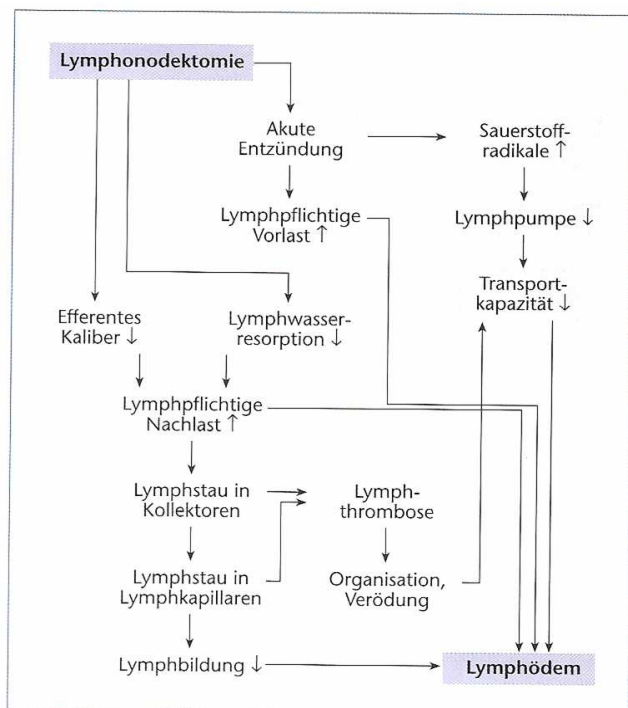 Lymphonodektomie
Akute
Entzündung
Sauerstoff-
radikale ↑
Lymphpflichtige
Vorlast ↑
Lymphpumpe ↓
Transport-
kapazität ↓
Efferentes
Kaliber ↓
Lymphwasser-
resorption ↓
Lymphpflichtige
Nachlast ↑
Lymphstau in
Kollektoren
Lymph-
thrombose
Lymphstau in
Lymphkapillaren
Organisation,
Verödung
Lymphbildung ↓
Lymphödem